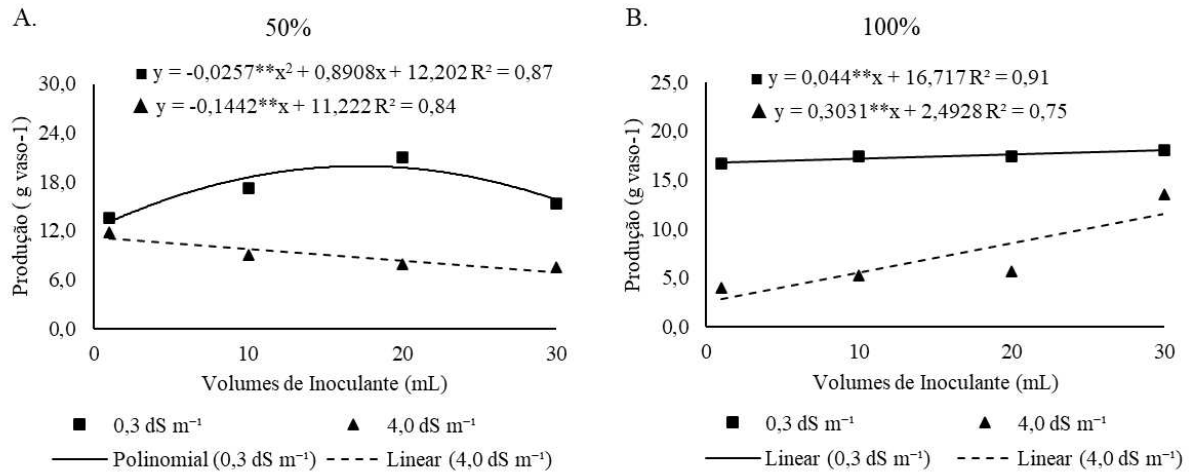 A.
50%
y = -0,0257**x² + 0,8908x + 12,202 R² = 0,87
y = -0,1442**x + 11,222 R² = 0,84
Produção ( g vaso-1)
30,0
24,0
18,0
12,0
6,0
0,0
0 10 20 30
Volumes de Inoculante (mL)
0,3 dS m⁻¹ 4,0 dS m⁻¹
Polinomial (0,3 dS m⁻¹) Linear (4,0 dS m⁻¹)
B.
100%
y = 0,044**x + 16,717 R² = 0,91
y = 0,3031**x + 2,4928 R² = 0,75
Produção (g vaso-1)
25,0
20,0
15,0
10,0
5,0
0,0
0 10 20 30
Volumes de Inoculante (mL)
0,3 dS m⁻¹ 4,0 dS m⁻¹
Linear (0,3 dS m⁻¹) Linear (4,0 dS m⁻¹)